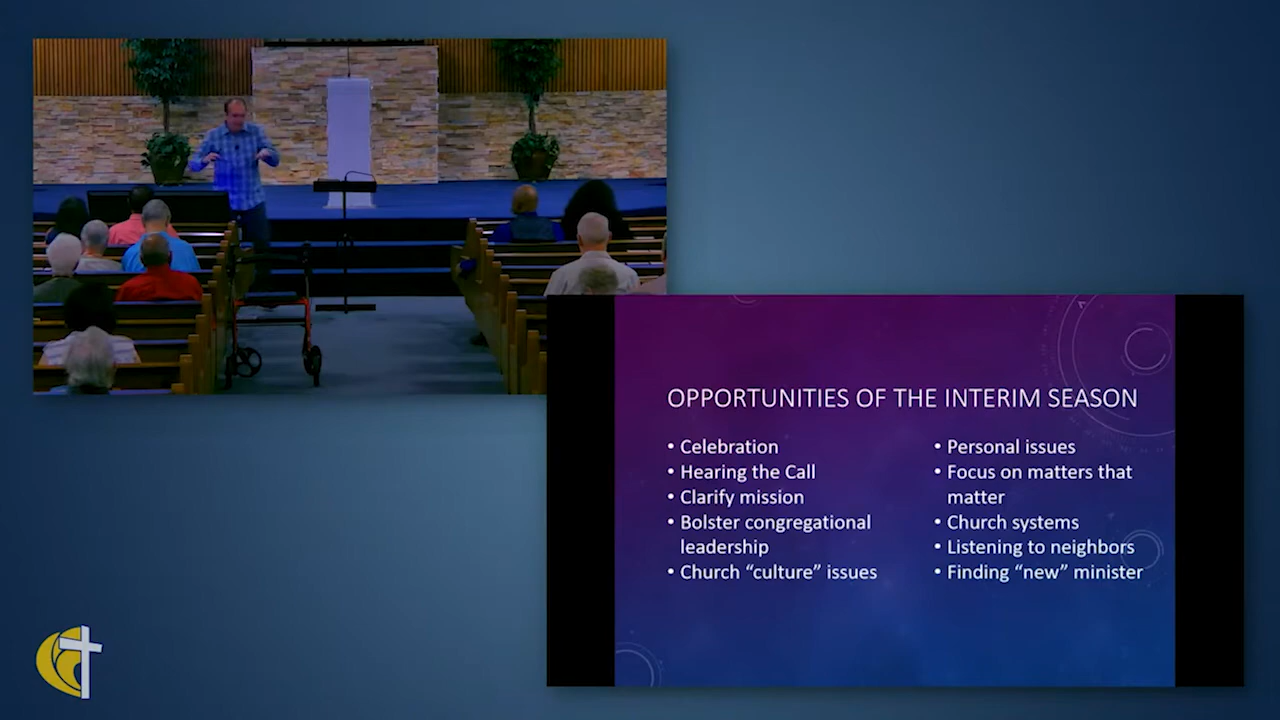 OPPORTUNITIES OF THE INTERIM SEASON
• Celebration
• Hearing the Call
• Clarify mission
• Bolster congregational
leadership
• Church “culture” issues
• Personal issues
• Focus on matters that
matter
• Church systems
• Listening to neighbors
• Finding “new” minister